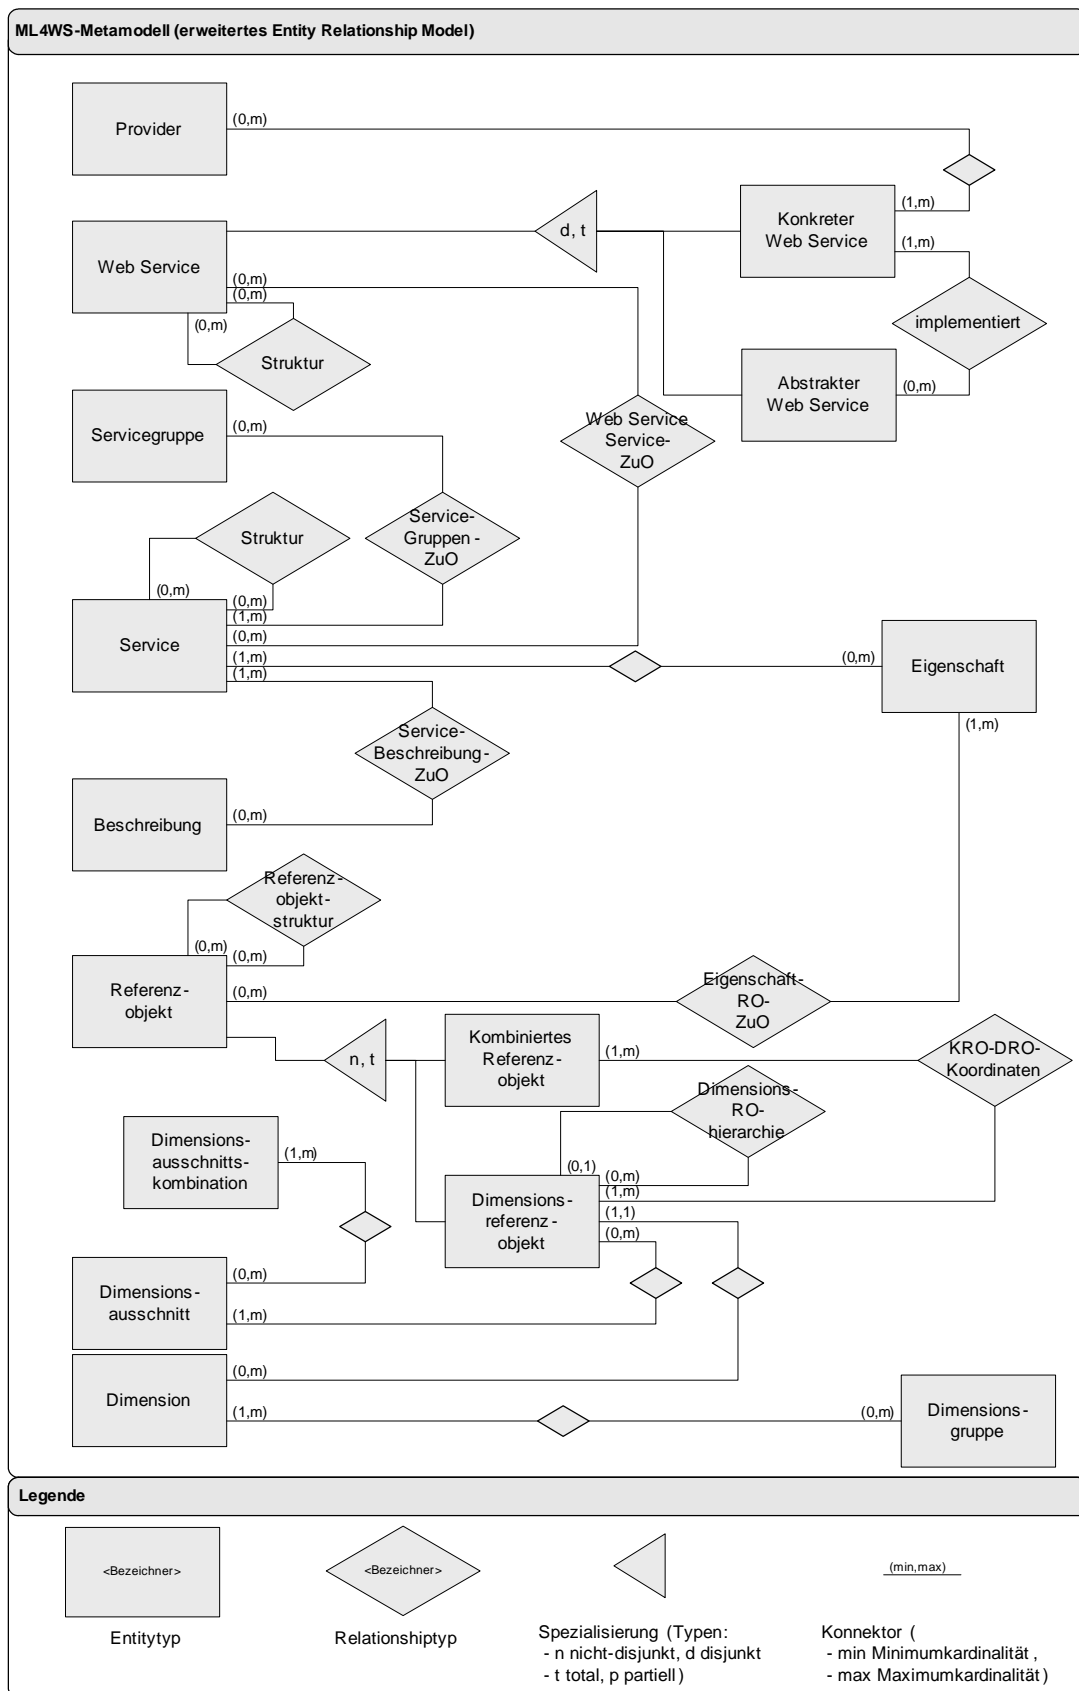 ML4WS-Metamodell (erweitertes Entity Relationship Model)
Provider
(0,m)
Konkreter
Web Service
(1,m)
(1,m)
d, t
Web Service
(0,m)
(0,m)
(0,m)
Struktur
implementiert
Abstrakter
Web Service
(0,m)
Web Service
Service-
ZuO
Servicegruppe
(0,m)
Service-
Gruppen -
ZuO
Struktur
(0,m)
Service
(0,m)
(1,m)
(0,m)
(1,m)
(1,m)
(0,m)
Eigenschaft
(1,m)
Service-
Beschreibung-
ZuO
Beschreibung
(0,m)
Referenz-
objekt-
struktur
(0,m)
(0,m)
Referenz-
objekt
(0,m)
Eigenschaft-
RO-
ZuO
n, t
Kombiniertes
Referenz-
objekt
(1,m)
KRO-DRO-
Koordinaten
Dimensions-
RO-
hierarchie
Dimensions-
ausschnitts-
kombination
(1,m)
(0,1)
(0,m)
(1,m)
(1,1)
(0,m)
Dimensions-
referenz-
objekt
Dimensions-
ausschnitt
(0,m)
(1,m)
Dimension
(0,m)
(1,m)
(0,m)
Dimensions-
gruppe
Legende
<Bezeichner>
Entitytyp
<Bezeichner>
Relationshiptyp
Spezialisierung (Typen:
- n nicht-disjunkt, d disjunkt
- t total, p partiell)
(min,max)
Konnektor (
- min Minimumkardinalität,
- max Maximumkardinalität)